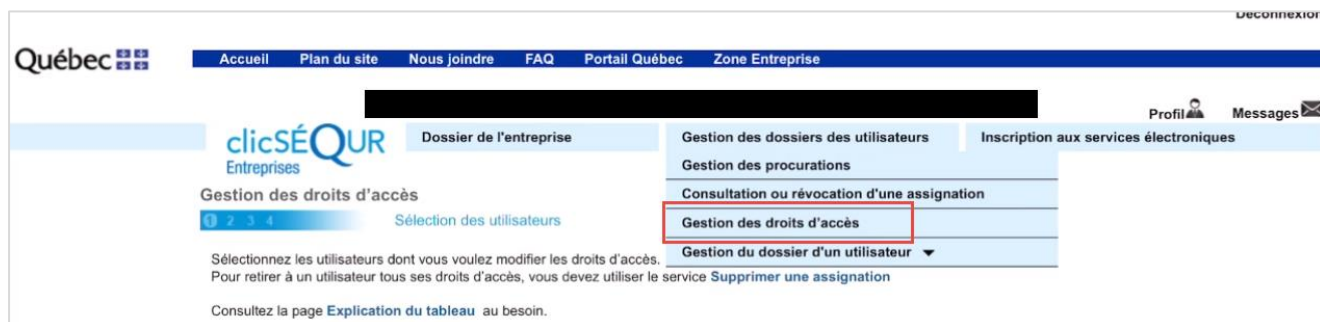 Déconnexion
Québec
Accueil Plan du site Nous joindre FAQ Portail Québec Zone Entreprise
Profil Messages
clicSÉQUR
Entreprises
Dossier de l'entreprise Gestion des dossiers des utilisateurs Inscription aux services électroniques
Gestion des procurations
Consultation ou révocation d'une assignation
Gestion des droits d'accès
Gestion du dossier d'un utilisateur
Gestion des droits d'accès
1 2 3 4 Sélection des utilisateurs
Sélectionnez les utilisateurs dont vous voulez modifier les droits d'accès.
Pour retirer à un utilisateur tous ses droits d'accès, vous devez utiliser le service Supprimer une assignation
Consultez la page Explication du tableau au besoin.